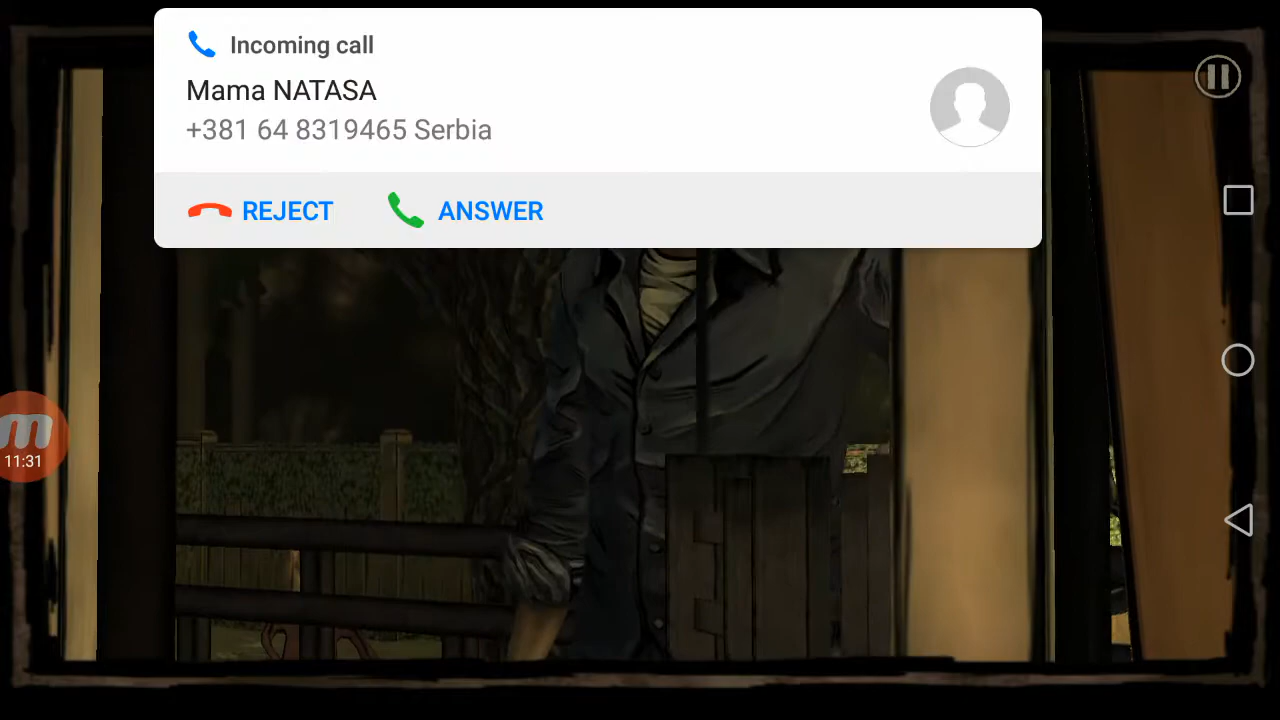 Incoming call
Mama NATASA
+381 64 8319465 Serbia
REJECT ANSWER
m
11:31